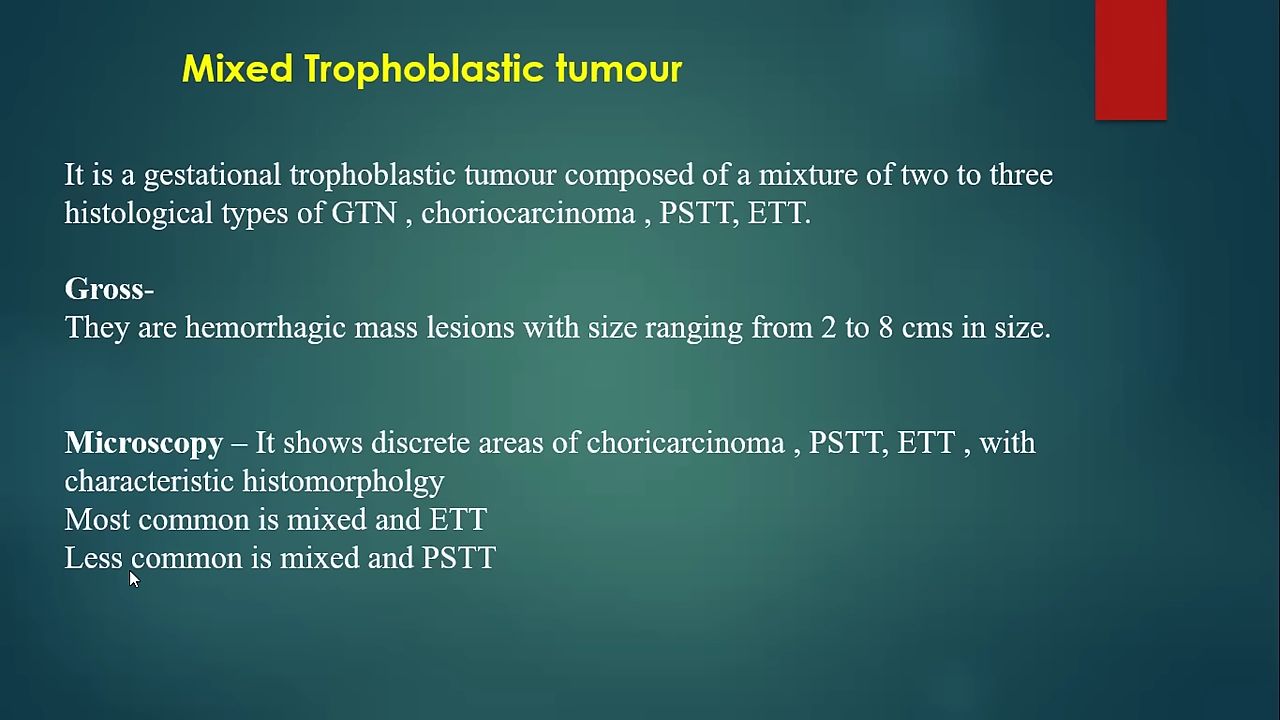 Mixed Trophoblastic tumour
It is a gestational trophoblastic tumour composed of a mixture of two to three
histological types of GTN , choriocarcinoma , PSTT, ETT.
Gross-
They are hemorrhagic mass lesions with size ranging from 2 to 8 cms in size.
Microscopy – It shows discrete areas of choricarcinoma , PSTT, ETT , with
characteristic histomorpholgy
Most common is mixed and ETT
Less common is mixed and PSTT